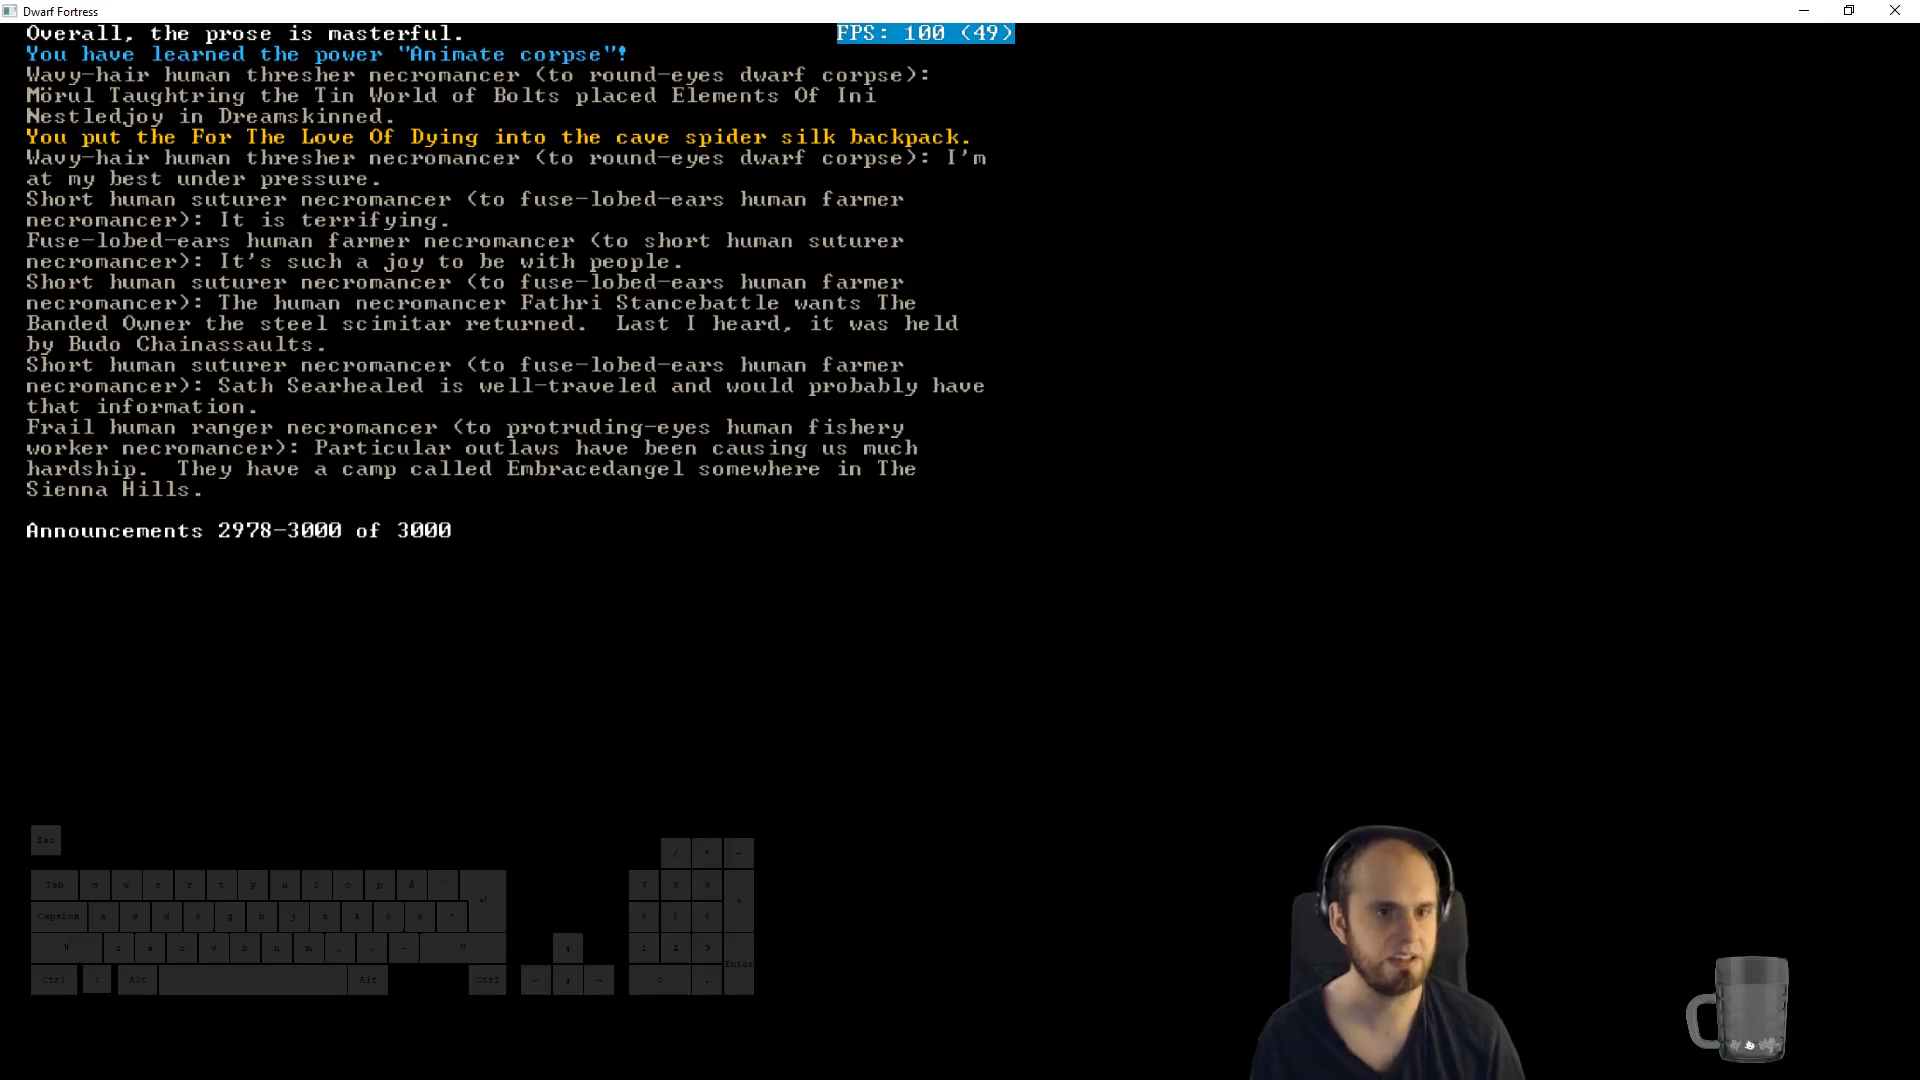 Dwarf Fortress
Overall, the prose is masterful.
FPS: 100 (49)
You have learned the power "Animate corpse"!
Wavy-hair human thresher necromancer (to round-eyes dwarf corpse):
Mörul Taughtring the Tin World of Bolts placed Elements Of Ini
Nestledjoy in Dreamskinned.
You put the For The Love Of Dying into the cave spider silk backpack.
Wavy-hair human thresher necromancer (to round-eyes dwarf corpse): I'm
at my best under pressure.
Short human suturer necromancer (to fuse-lobed-ears human farmer
necromancer): It is terrifying.
Fuse-lobed-ears human farmer necromancer (to short human suturer
necromancer): It's such a joy to be with people.
Short human suturer necromancer (to fuse-lobed-ears human farmer
necromancer): The human necromancer Fathri Stancebattle wants The
Banded Owner the steel scimitar returned.  Last I heard, it was held
by Budo Chainassaults.
Short human suturer necromancer (to fuse-lobed-ears human farmer
necromancer): Sath Searhealed is well-traveled and would probably have
that information.
Frail human ranger necromancer (to protruding-eyes human fishery
worker necromancer): Particular outlaws have been causing us much
hardship.  They have a camp called Embracedangel somewhere in The
Sienna Hills.
Announcements 2978-3000 of 3000
Esc
Tab
CapsLck
Ctrl
Alt
Alt
Ctrl
Enter